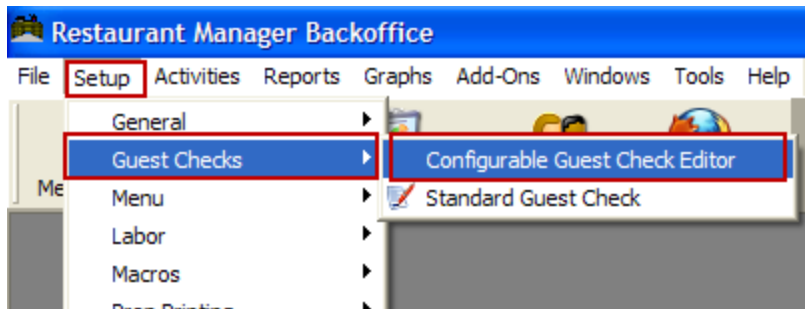 Restaurant Manager Backoffice
File Setup Activities Reports Graphs Add-Ons Windows Tools Help
General
Guest Checks
Configurable Guest Check Editor
Menu
Standard Guest Check
Labor
Macros